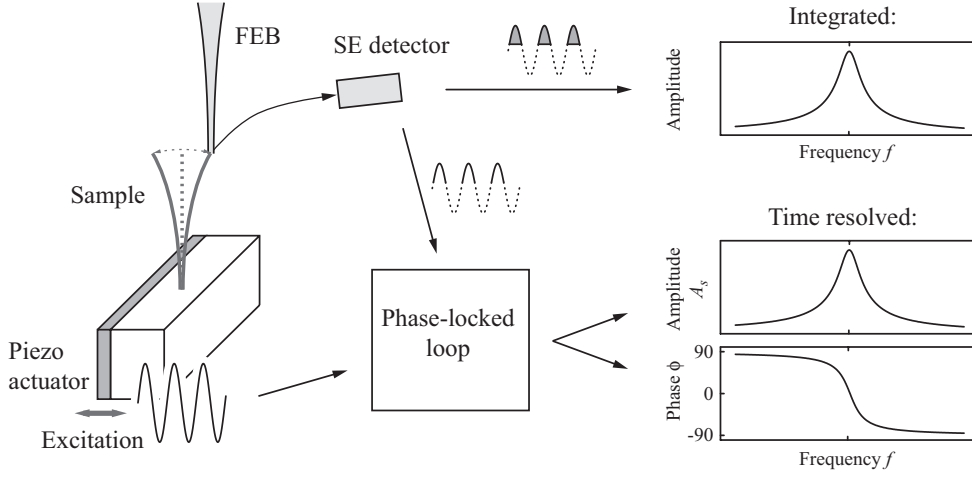 FEB
SE detector
Sample
Piezo
actuator
Excitation
Phase-locked
loop
Integrated:
Amplitude
Frequency f
Time resolved:
Amplitude
A_s
90
0
-90
Phase ϕ
Frequency f